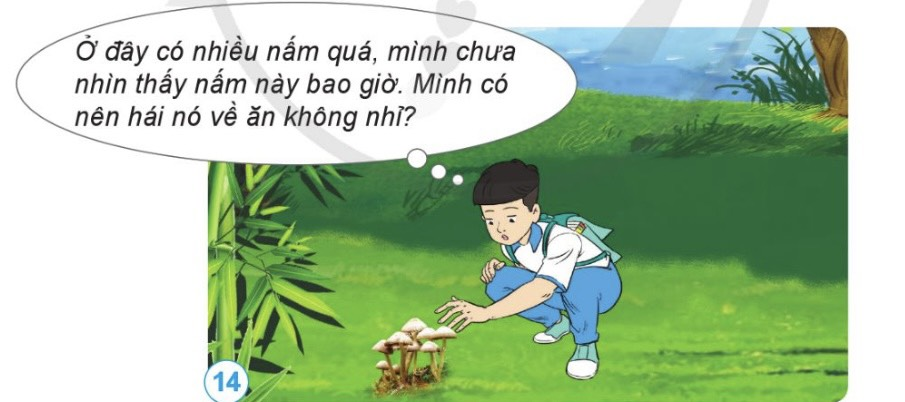 Ở đây có nhiều nấm quá, mình chưa
nhìn thấy nấm này bao giờ. Mình có
nên hái nó về ăn không nhỉ?
14